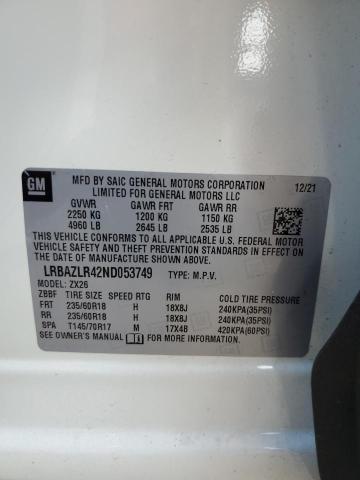 GM
MFD BY SAIC GENERAL MOTORS CORPORATION
LIMITED FOR GENERAL MOTORS LLC 12/21
GVWR GAWR FRT GAWR RR
2250 KG 1200 KG 1150 KG
4960 LB 2645 LB 2535 LB
THIS VEHICLE CONFORMS TO ALL APPLICABLE U.S. FEDERAL
MOTOR VEHICLE SAFETY, BUMPER, AND THEFT PREVENTION
STANDARDS IN EFFECT ON THE DATE OF MANUFACTURE SHOWN ABOVE.
LRBAZLR42ND053749 TYPE: M.P.V.
MODEL: ZX26
ZBBF TIRE SIZE SPEED RTG RIM COLD TIRE PRESSURE
FRT 235/60R18 H 18X8J 240KPA(35PSI)
RR 235/60R18 H 18X8J 240KPA(35PSI)
SPA T145/70R17 M 17X4B 420KPA(60PSI)
SEE OWNER'S MANUAL FOR MORE INFORMATION.